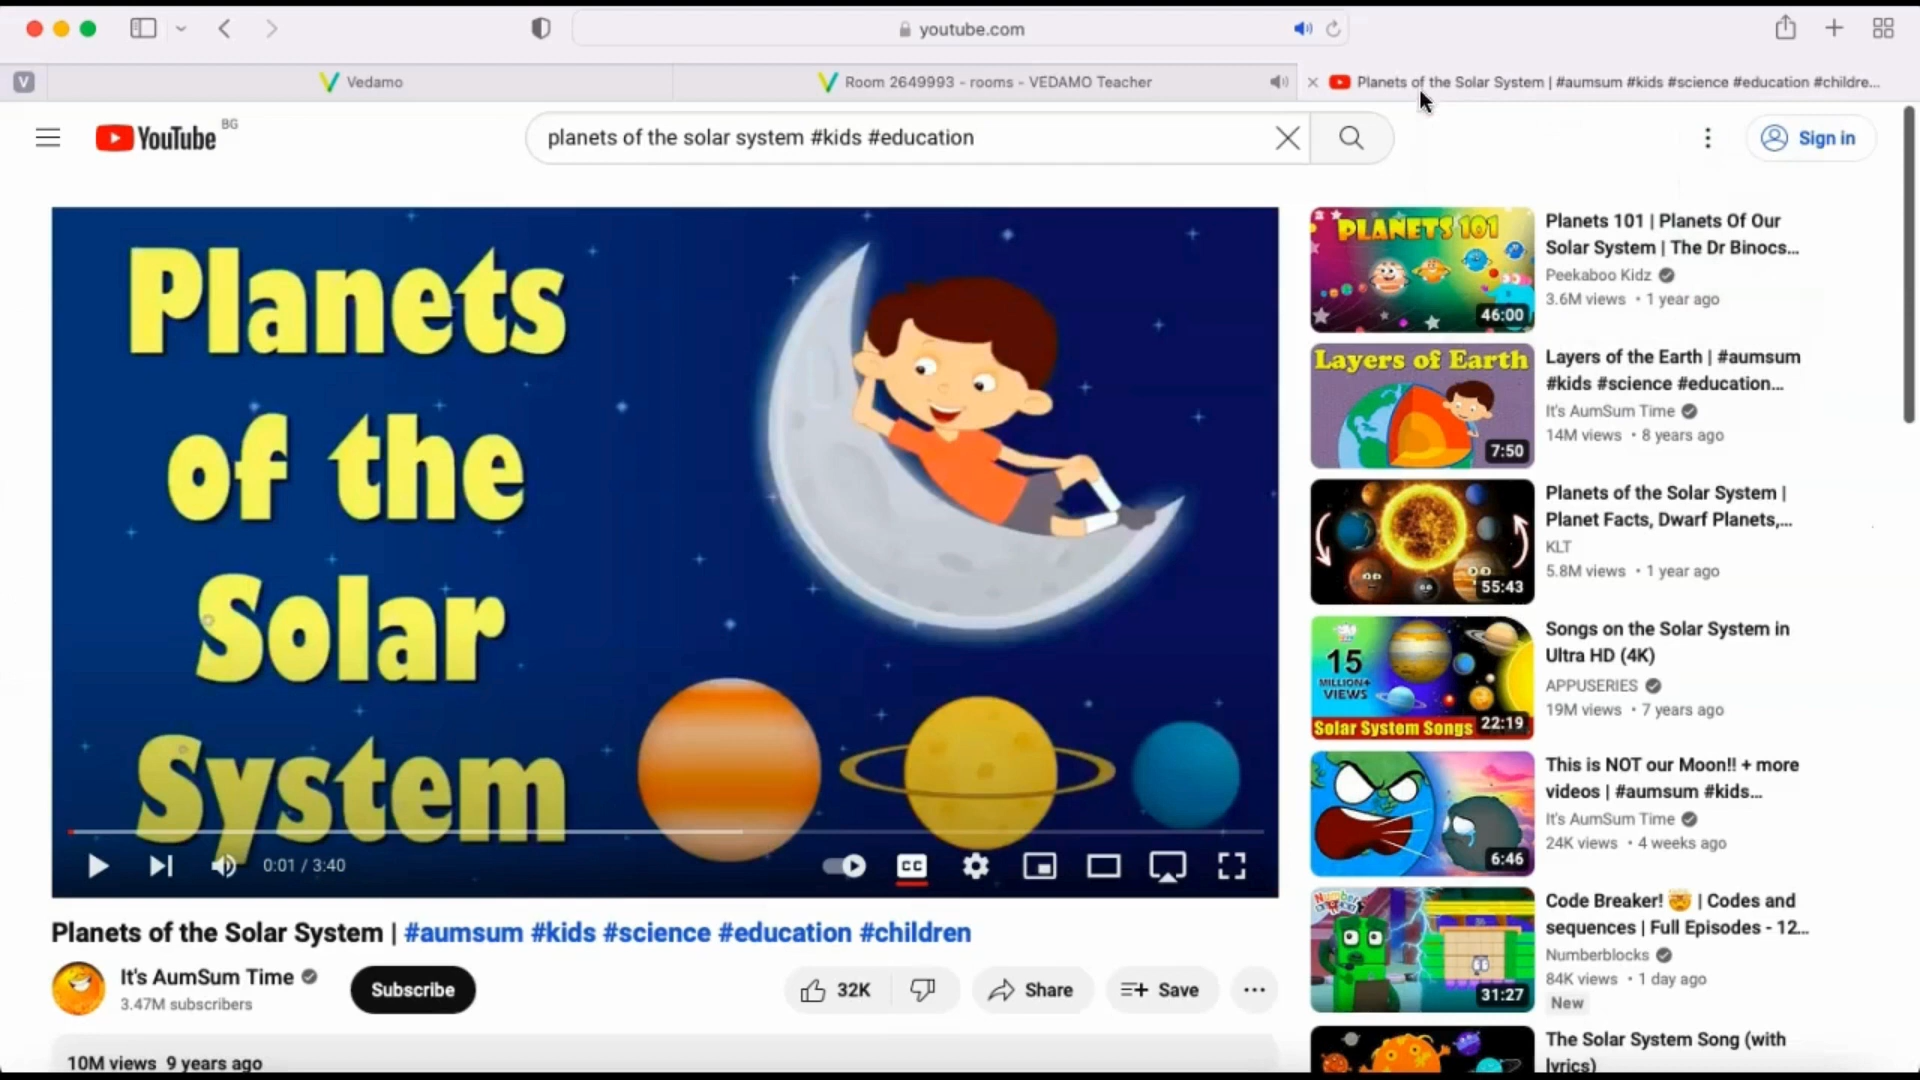 youtube.com
V
Vedamo
Room 2649993 - rooms - VEDAMO Teacher
Planets of the Solar System | #aumsum #kids #science #education #childre...
YouTube BG
planets of the solar system #kids #education
Sign in
Planets
of the
Solar
System
0:01 / 3:40
CC
Planets of the Solar System | #aumsum #kids #science #education #children
It's AumSum Time
3.47M subscribers
Subscribe
32K
Share
Save
10M views 9 years ago
PLANETS 101
46:00
Planets 101 | Planets Of Our
Solar System | The Dr Binocs...
Peekaboo Kidz
3.6M views • 1 year ago
Layers of Earth
7:50
Layers of the Earth | #aumsum
#kids #science #education...
It's AumSum Time
14M views • 8 years ago
55:43
Planets of the Solar System |
Planet Facts, Dwarf Planets,...
KLT
5.8M views • 1 year ago
15
MILLION+
VIEWS
Solar System Songs
22:19
Songs on the Solar System in
Ultra HD (4K)
APPUSERIES
19M views • 7 years ago
6:46
This is NOT our Moon!! + more
videos | #aumsum #kids...
It's AumSum Time
24K views • 4 weeks ago
31:27
Code Breaker! 🤯 | Codes and
sequences | Full Episodes - 12...
Numberblocks
84K views • 1 day ago
New
The Solar System Song (with
lyrics)